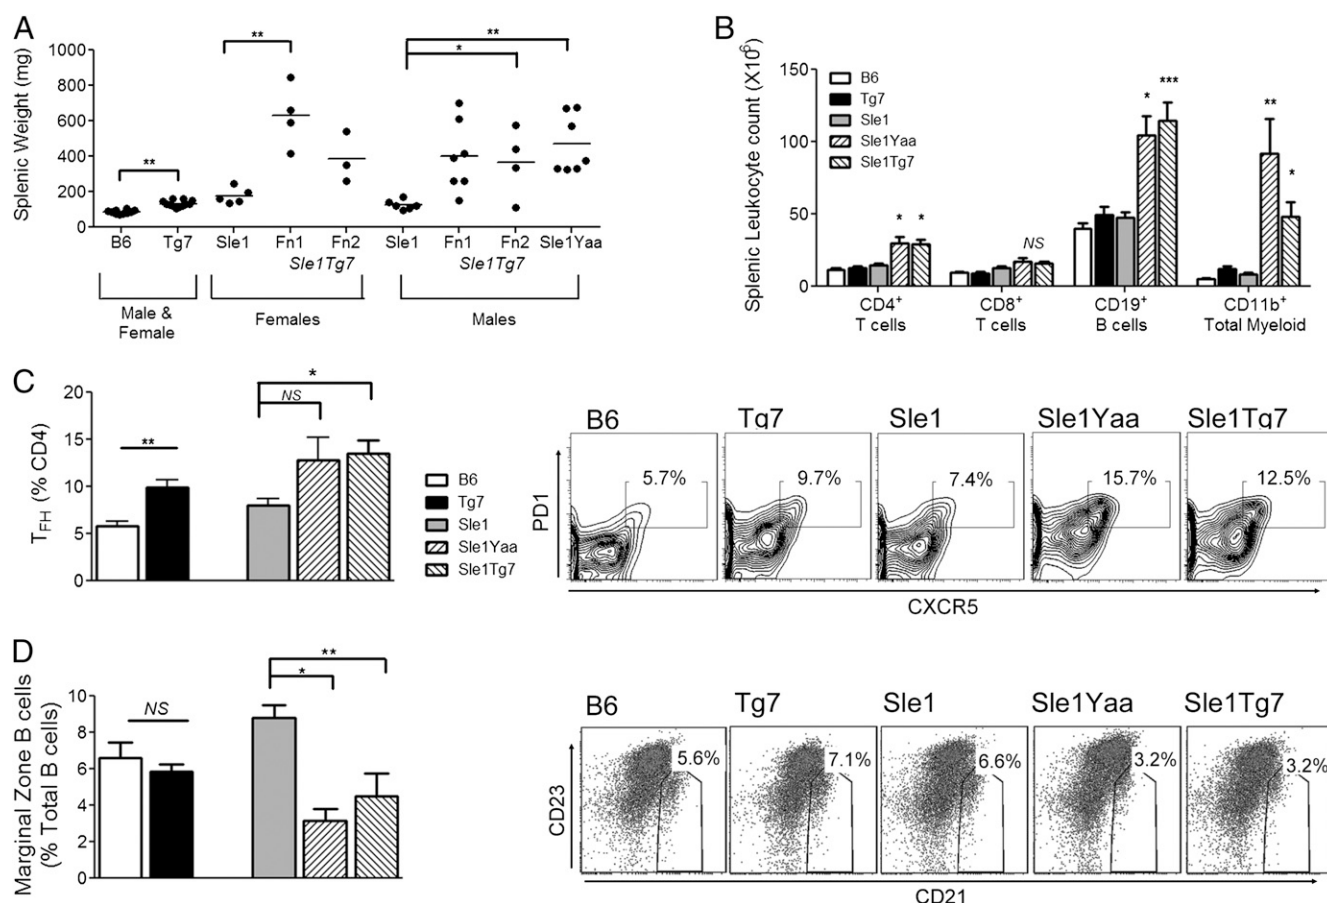 A
Splenic Weight (mg)
1000
800
600
400
200
0
**
**
**
*
B6 Tg7 Sle1 Fn1 Fn2 Sle1 Fn1 Fn2 Sle1Yaa
Sle1Tg7 Sle1Tg7
Male &
Female
Females
Males
B
Splenic Leukocyte count (X10⁶)
150
100
50
0
B6
Tg7
Sle1
Sle1Yaa
Sle1Tg7
* * NS * *** ** *
CD4⁺
T cells
CD8⁺
T cells
CD19⁺
B cells
CD11b⁺
Total Myeloid
C
TFH (% CD4)
20
15
10
5
0
**
NS
*
B6
Tg7
Sle1
Sle1Yaa
Sle1Tg7
B6 Tg7 Sle1 Sle1Yaa Sle1Tg7
5.7% 9.7% 7.4% 15.7% 12.5%
PD1
CXCR5
D
Marginal Zone B cells
(% Total B cells)
10
8
6
4
2
0
NS
*
**
B6 Tg7 Sle1 Sle1Yaa Sle1Tg7
5.6% 7.1% 6.6% 3.2% 3.2%
CD23
CD21